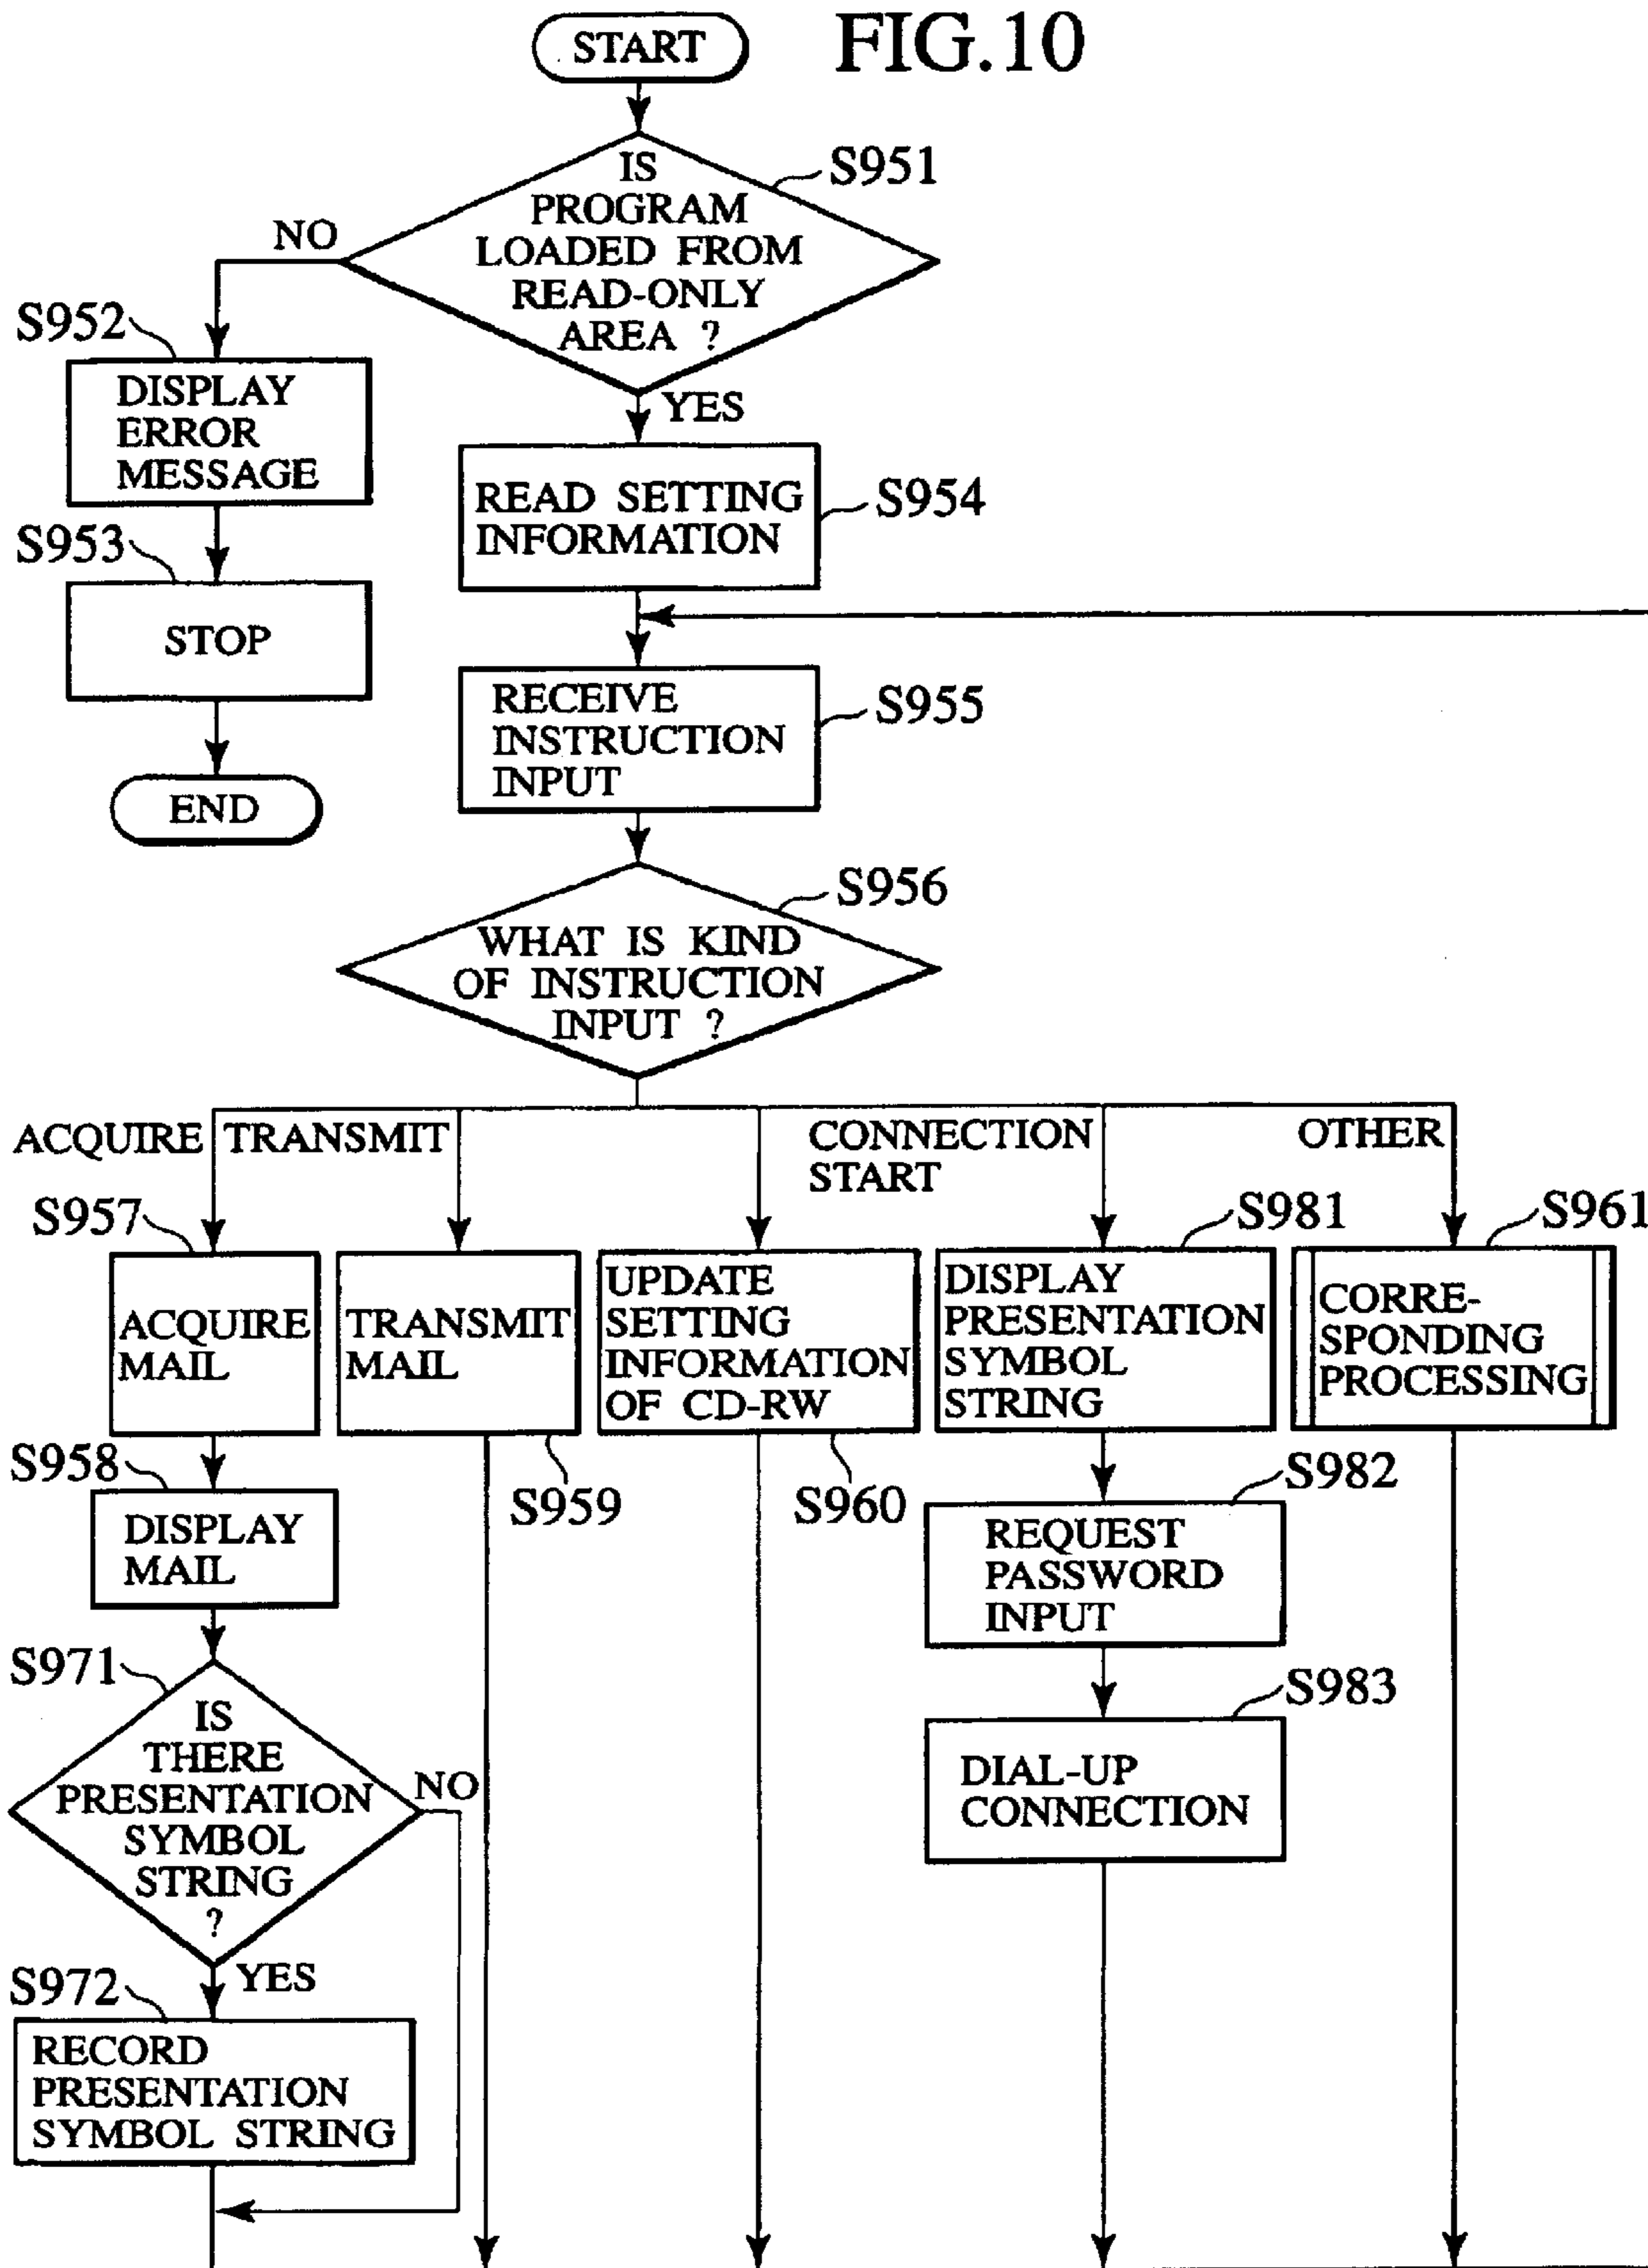 FIG.10
START
S951
IS
PROGRAM
LOADED FROM
READ-ONLY
AREA ?
NO
YES
S952
DISPLAY
ERROR
MESSAGE
S953
STOP
END
S954
READ SETTING
INFORMATION
S955
RECEIVE
INSTRUCTION
INPUT
S956
WHAT IS KIND
OF INSTRUCTION
INPUT ?
ACQUIRE
TRANSMIT
CONNECTION
START
OTHER
S957
ACQUIRE
MAIL
TRANSMIT
MAIL
S959
UPDATE
SETTING
INFORMATION
OF CD-RW
S960
S981
DISPLAY
PRESENTATION
SYMBOL
STRING
S961
CORRE-
SPONDING
PROCESSING
S958
DISPLAY
MAIL
S982
REQUEST
PASSWORD
INPUT
S971
IS
THERE
PRESENTATION
SYMBOL
STRING
?
NO
YES
S983
DIAL-UP
CONNECTION
S972
RECORD
PRESENTATION
SYMBOL STRING